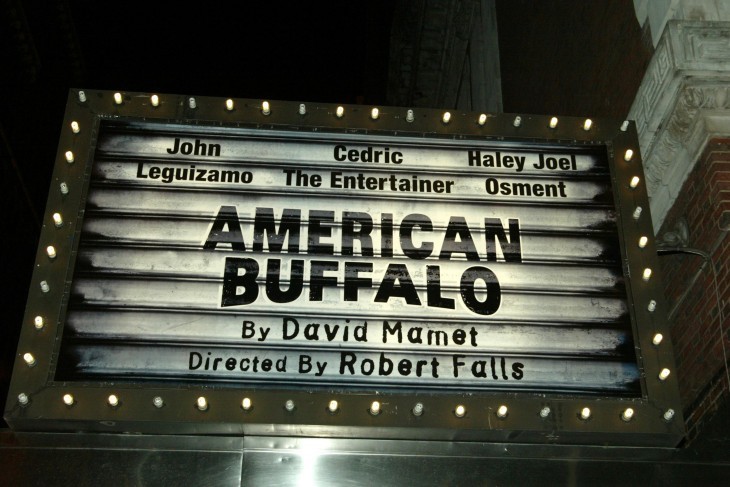 John Cedric Haley Joel
Leguizamo The Entertainer Osment
AMERICAN
BUFFALO
By David Mamet
Directed By Robert Falls